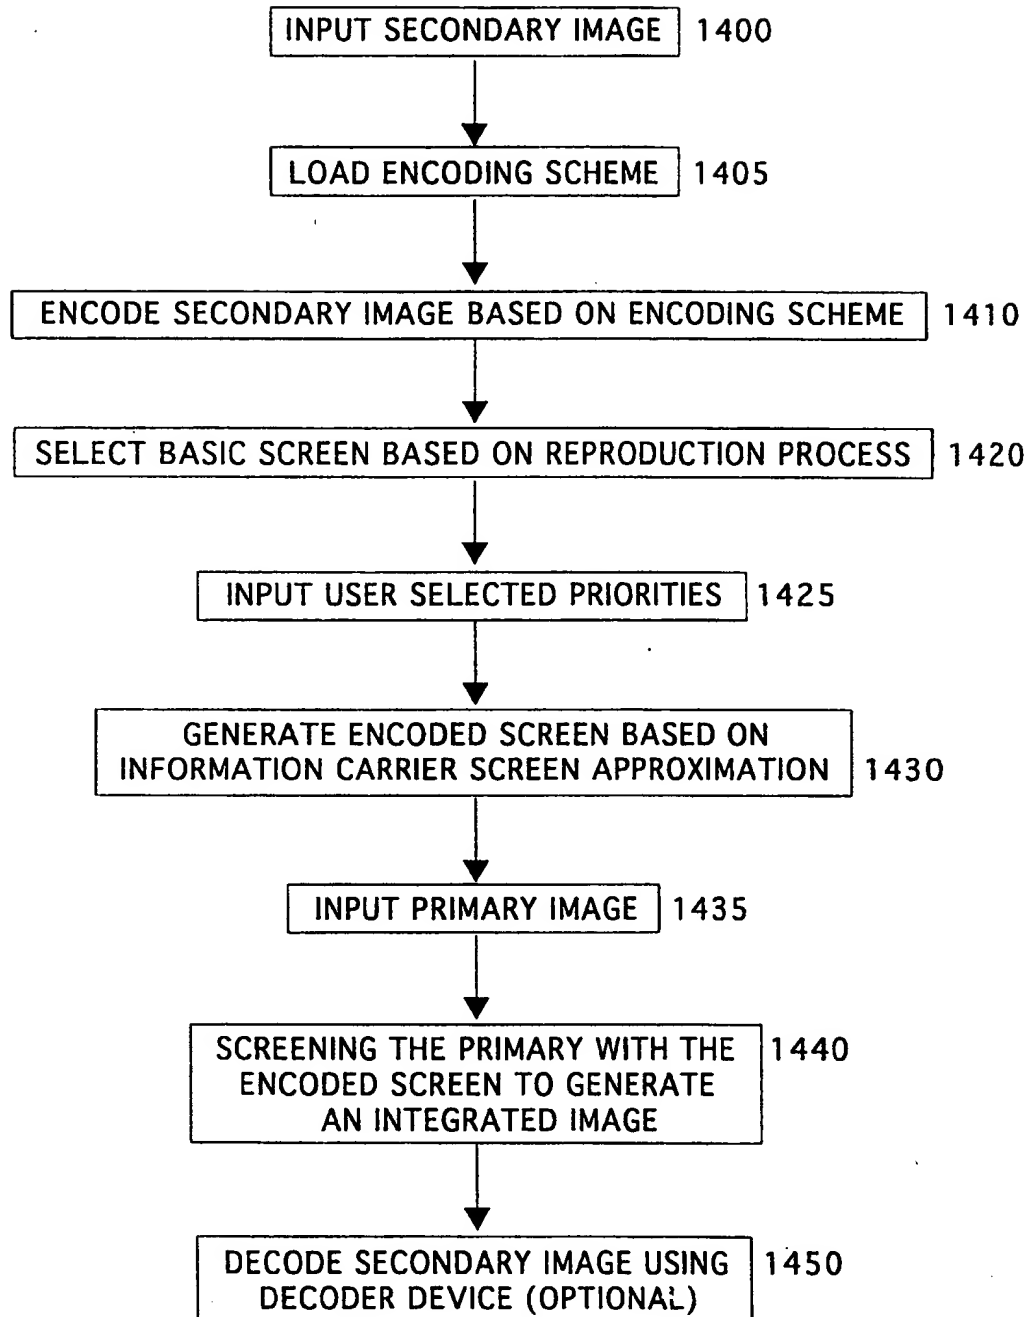 INPUT SECONDARY IMAGE 1400
LOAD ENCODING SCHEME 1405
ENCODE SECONDARY IMAGE BASED ON ENCODING SCHEME 1410
SELECT BASIC SCREEN BASED ON REPRODUCTION PROCESS 1420
INPUT USER SELECTED PRIORITIES 1425
GENERATE ENCODED SCREEN BASED ON
INFORMATION CARRIER SCREEN APPROXIMATION 1430
INPUT PRIMARY IMAGE 1435
SCREENING THE PRIMARY WITH THE 1440
ENCODED SCREEN TO GENERATE
AN INTEGRATED IMAGE
DECODE SECONDARY IMAGE USING 1450
DECODER DEVICE (OPTIONAL)